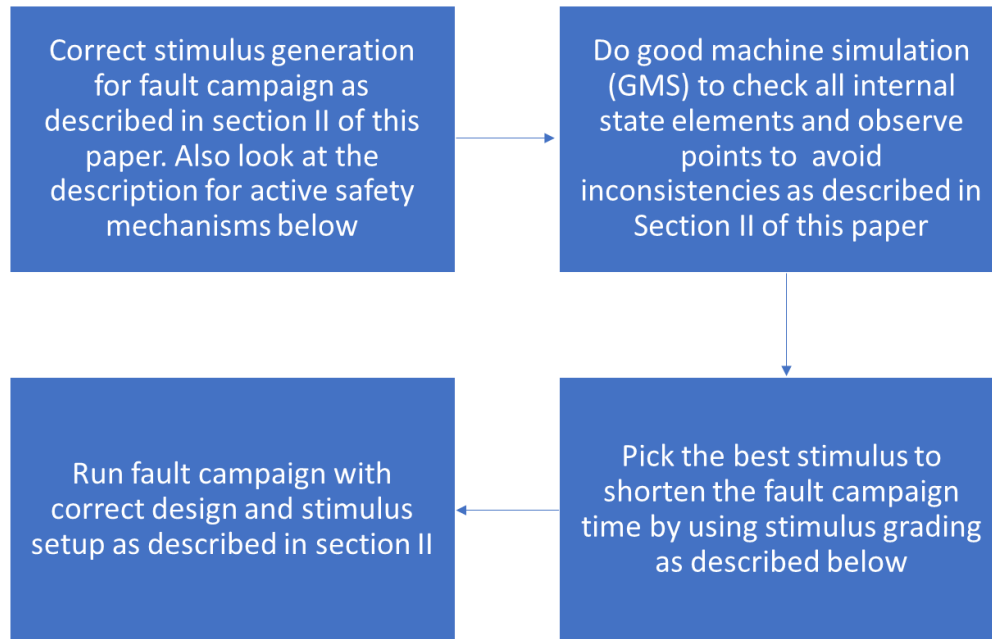 Correct stimulus generation
for fault campaign as
described in section II of this
paper. Also look at the
description for active safety
mechanisms below
Do good machine simulation
(GMS) to check all internal
state elements and observe
points to  avoid
inconsistencies as described in
Section II of this paper
Pick the best stimulus to
shorten the fault campaign
time by using stimulus grading
as described below
Run fault campaign with
correct design and stimulus
setup as described in section II